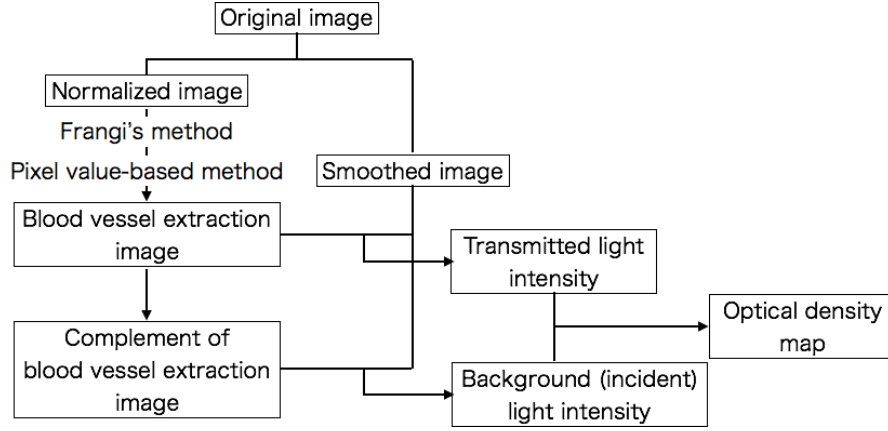 Original image
Normalized image
Frangi's method
Pixel value-based method
Smoothed image
Blood vessel extraction
image
Transmitted light
intensity
Optical density
map
Complement of
blood vessel extraction
image
Background (incident)
light intensity